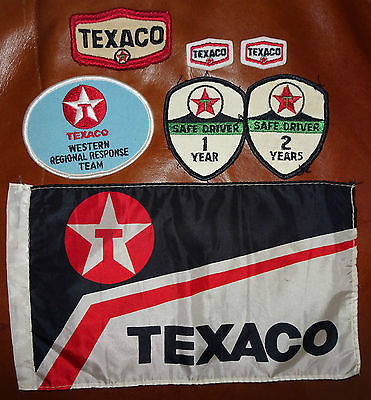 TEXACO
TEXACO
TEXACO
TEXACO
WESTERN
REGIONAL RESPONSE
TEAM
T
SAFE DRIVER
1
YEAR
T
SAFE DRIVER
2
YEARS
T
TEXACO